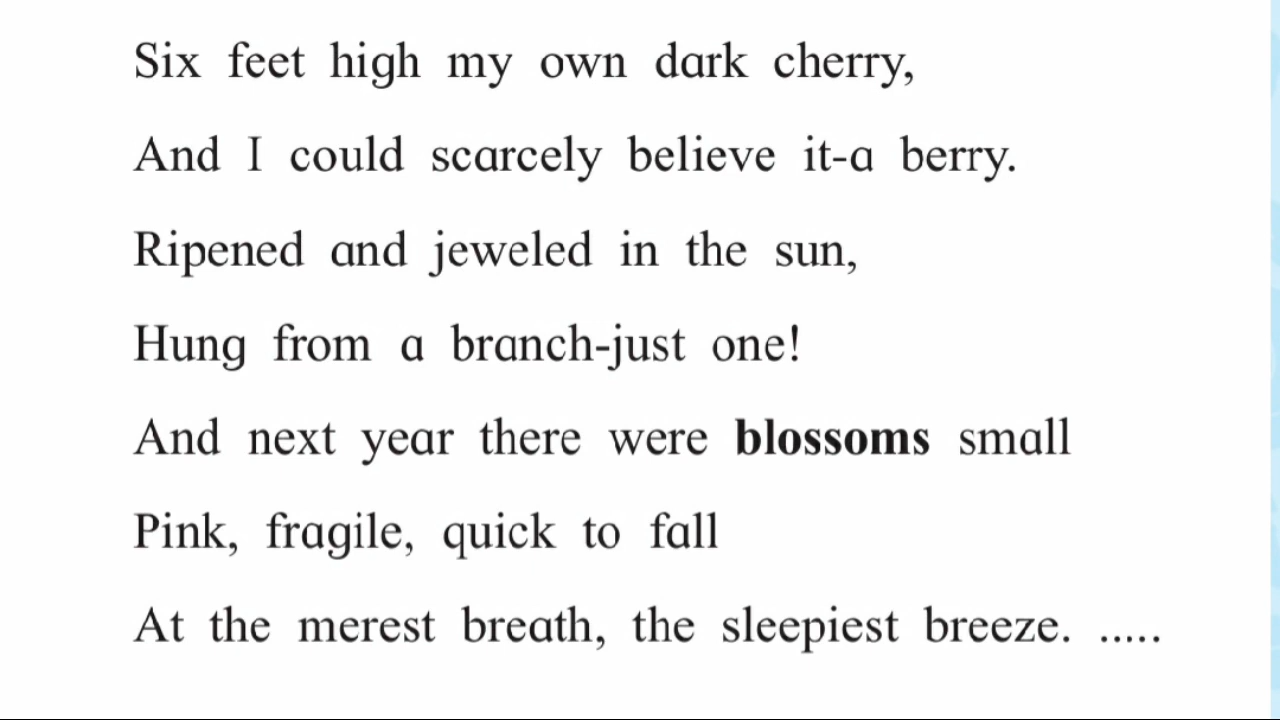 Six feet high my own dark cherry,
And I could scarcely believe it-a berry.
Ripened and jeweled in the sun,
Hung from a branch-just one!
And next year there were blossoms small
Pink, fragile, quick to fall
At the merest breath, the sleepiest breeze. .....